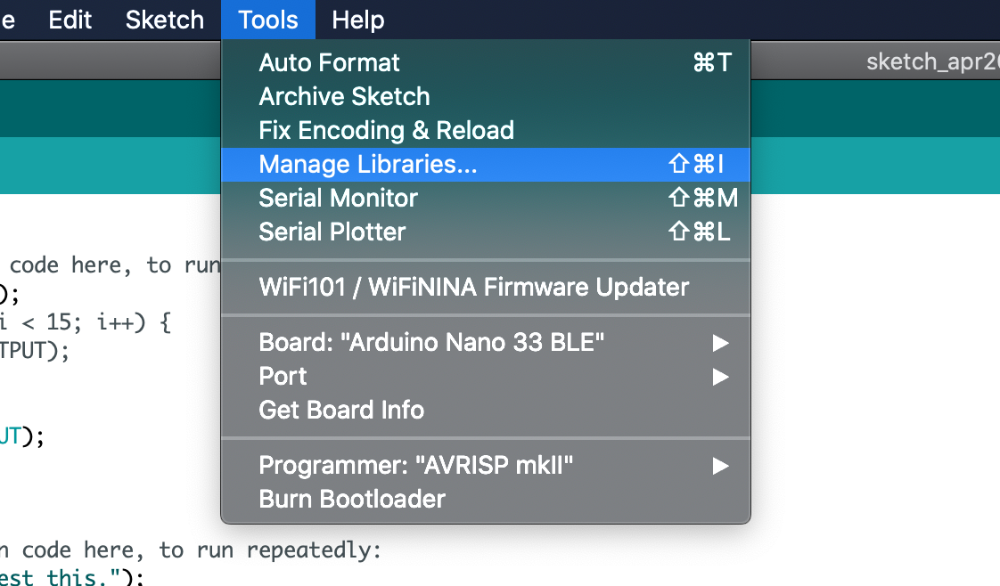 e Edit Sketch Tools Help
sketch_apr2
Auto Format ⌘T
Archive Sketch
Fix Encoding & Reload
Manage Libraries... ⇧⌘I
Serial Monitor ⇧⌘M
Serial Plotter ⇧⌘L
code here, to run
);
WiFi101 / WiFiNINA Firmware Updater
i < 15; i++) {
TPUT);
Board: "Arduino Nano 33 BLE"
Port
Get Board Info
UT);
Programmer: "AVRISP mkII"
Burn Bootloader
n code here, to run repeatedly:
est this.");